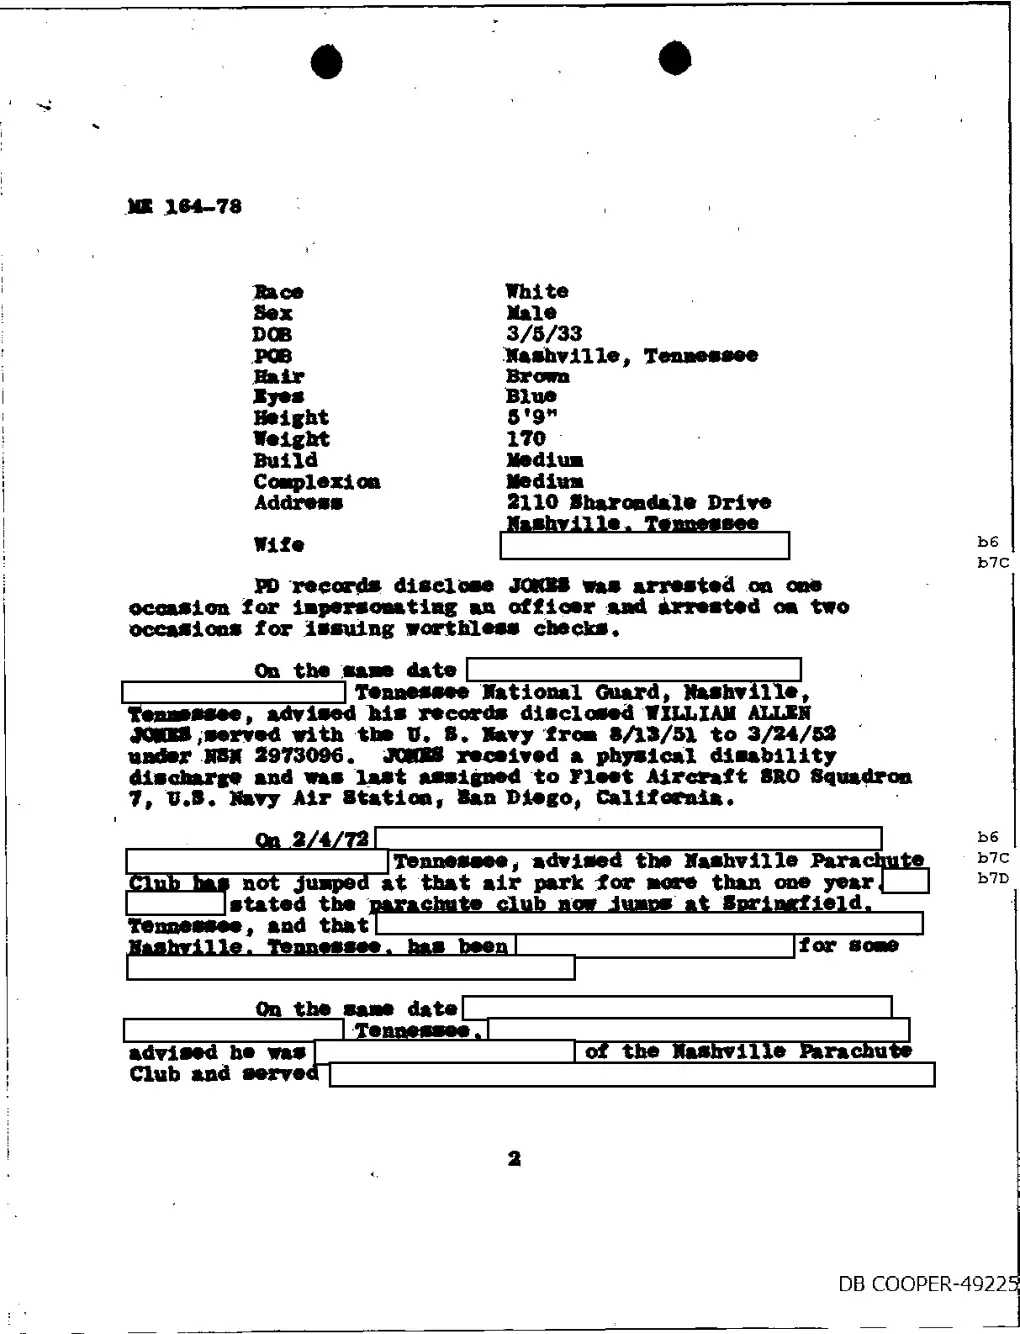 ME 164-78
Race White
Sex Male
DOB 3/5/33
POB Nashville, Tennessee
Hair Brown
Eyes Blue
Height 5'9"
Weight 170
Build Medium
Complexion Medium
Address 2110 Sharondale Drive
Nashville, Tennessee
Wife
b6
b7C
PD records disclose JONES was arrested on one
occasion for impersonating an officer and arrested on two
occasions for issuing worthless checks.
On the same date
Tennessee National Guard, Nashville,
Tennessee, advised his records disclosed WILLIAM ALLEN
JONES served with the U. S. Navy from 8/13/51 to 3/24/52
under NSN 2973096. JONES received a physical disability
discharge and was last assigned to Fleet Aircraft SRO Squadron
7, U.S. Navy Air Station, San Diego, California.
On 2/4/72 b6
Tennessee, advised the Nashville Parachute b7C
Club has not jumped at that air park for more than one year. b7D
stated the parachute club now jumps at Springfield,
Tennessee, and that
Nashville, Tennessee, has been for some
On the same date
Tennessee,
advised he was of the Nashville Parachute
Club and served
2
DB COOPER-49225